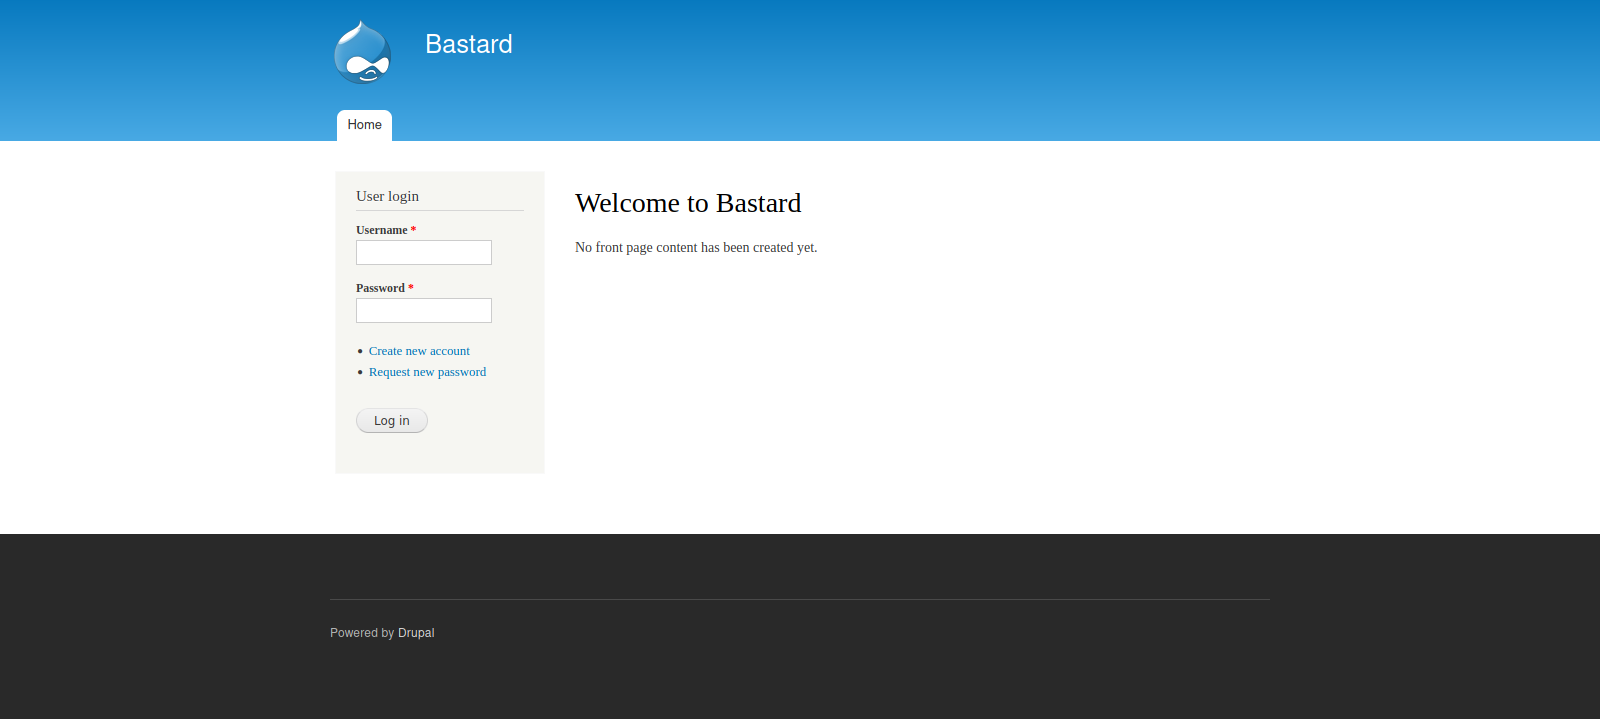 Bastard
Home
User login
Username *
Password *
Create new account
Request new password
Log in
Welcome to Bastard
No front page content has been created yet.
Powered by Drupal